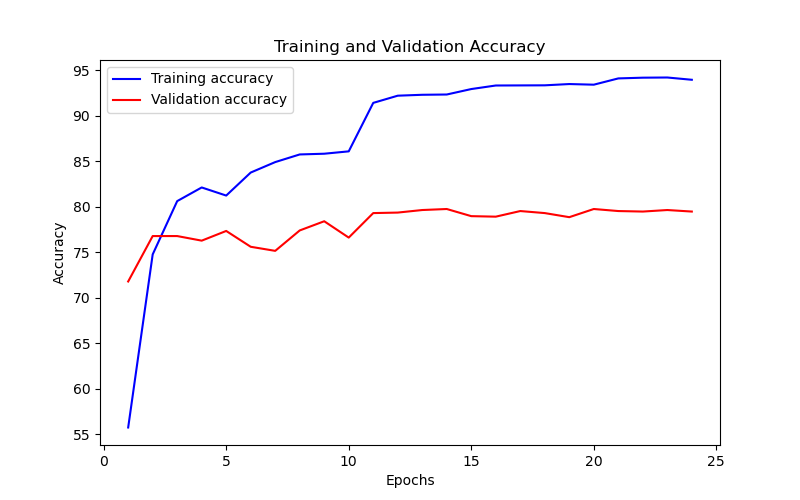 Training and Validation Accuracy
Training accuracy
Validation accuracy
95
90
85
80
75
70
65
60
55
Accuracy
0 5 10 15 20 25
Epochs